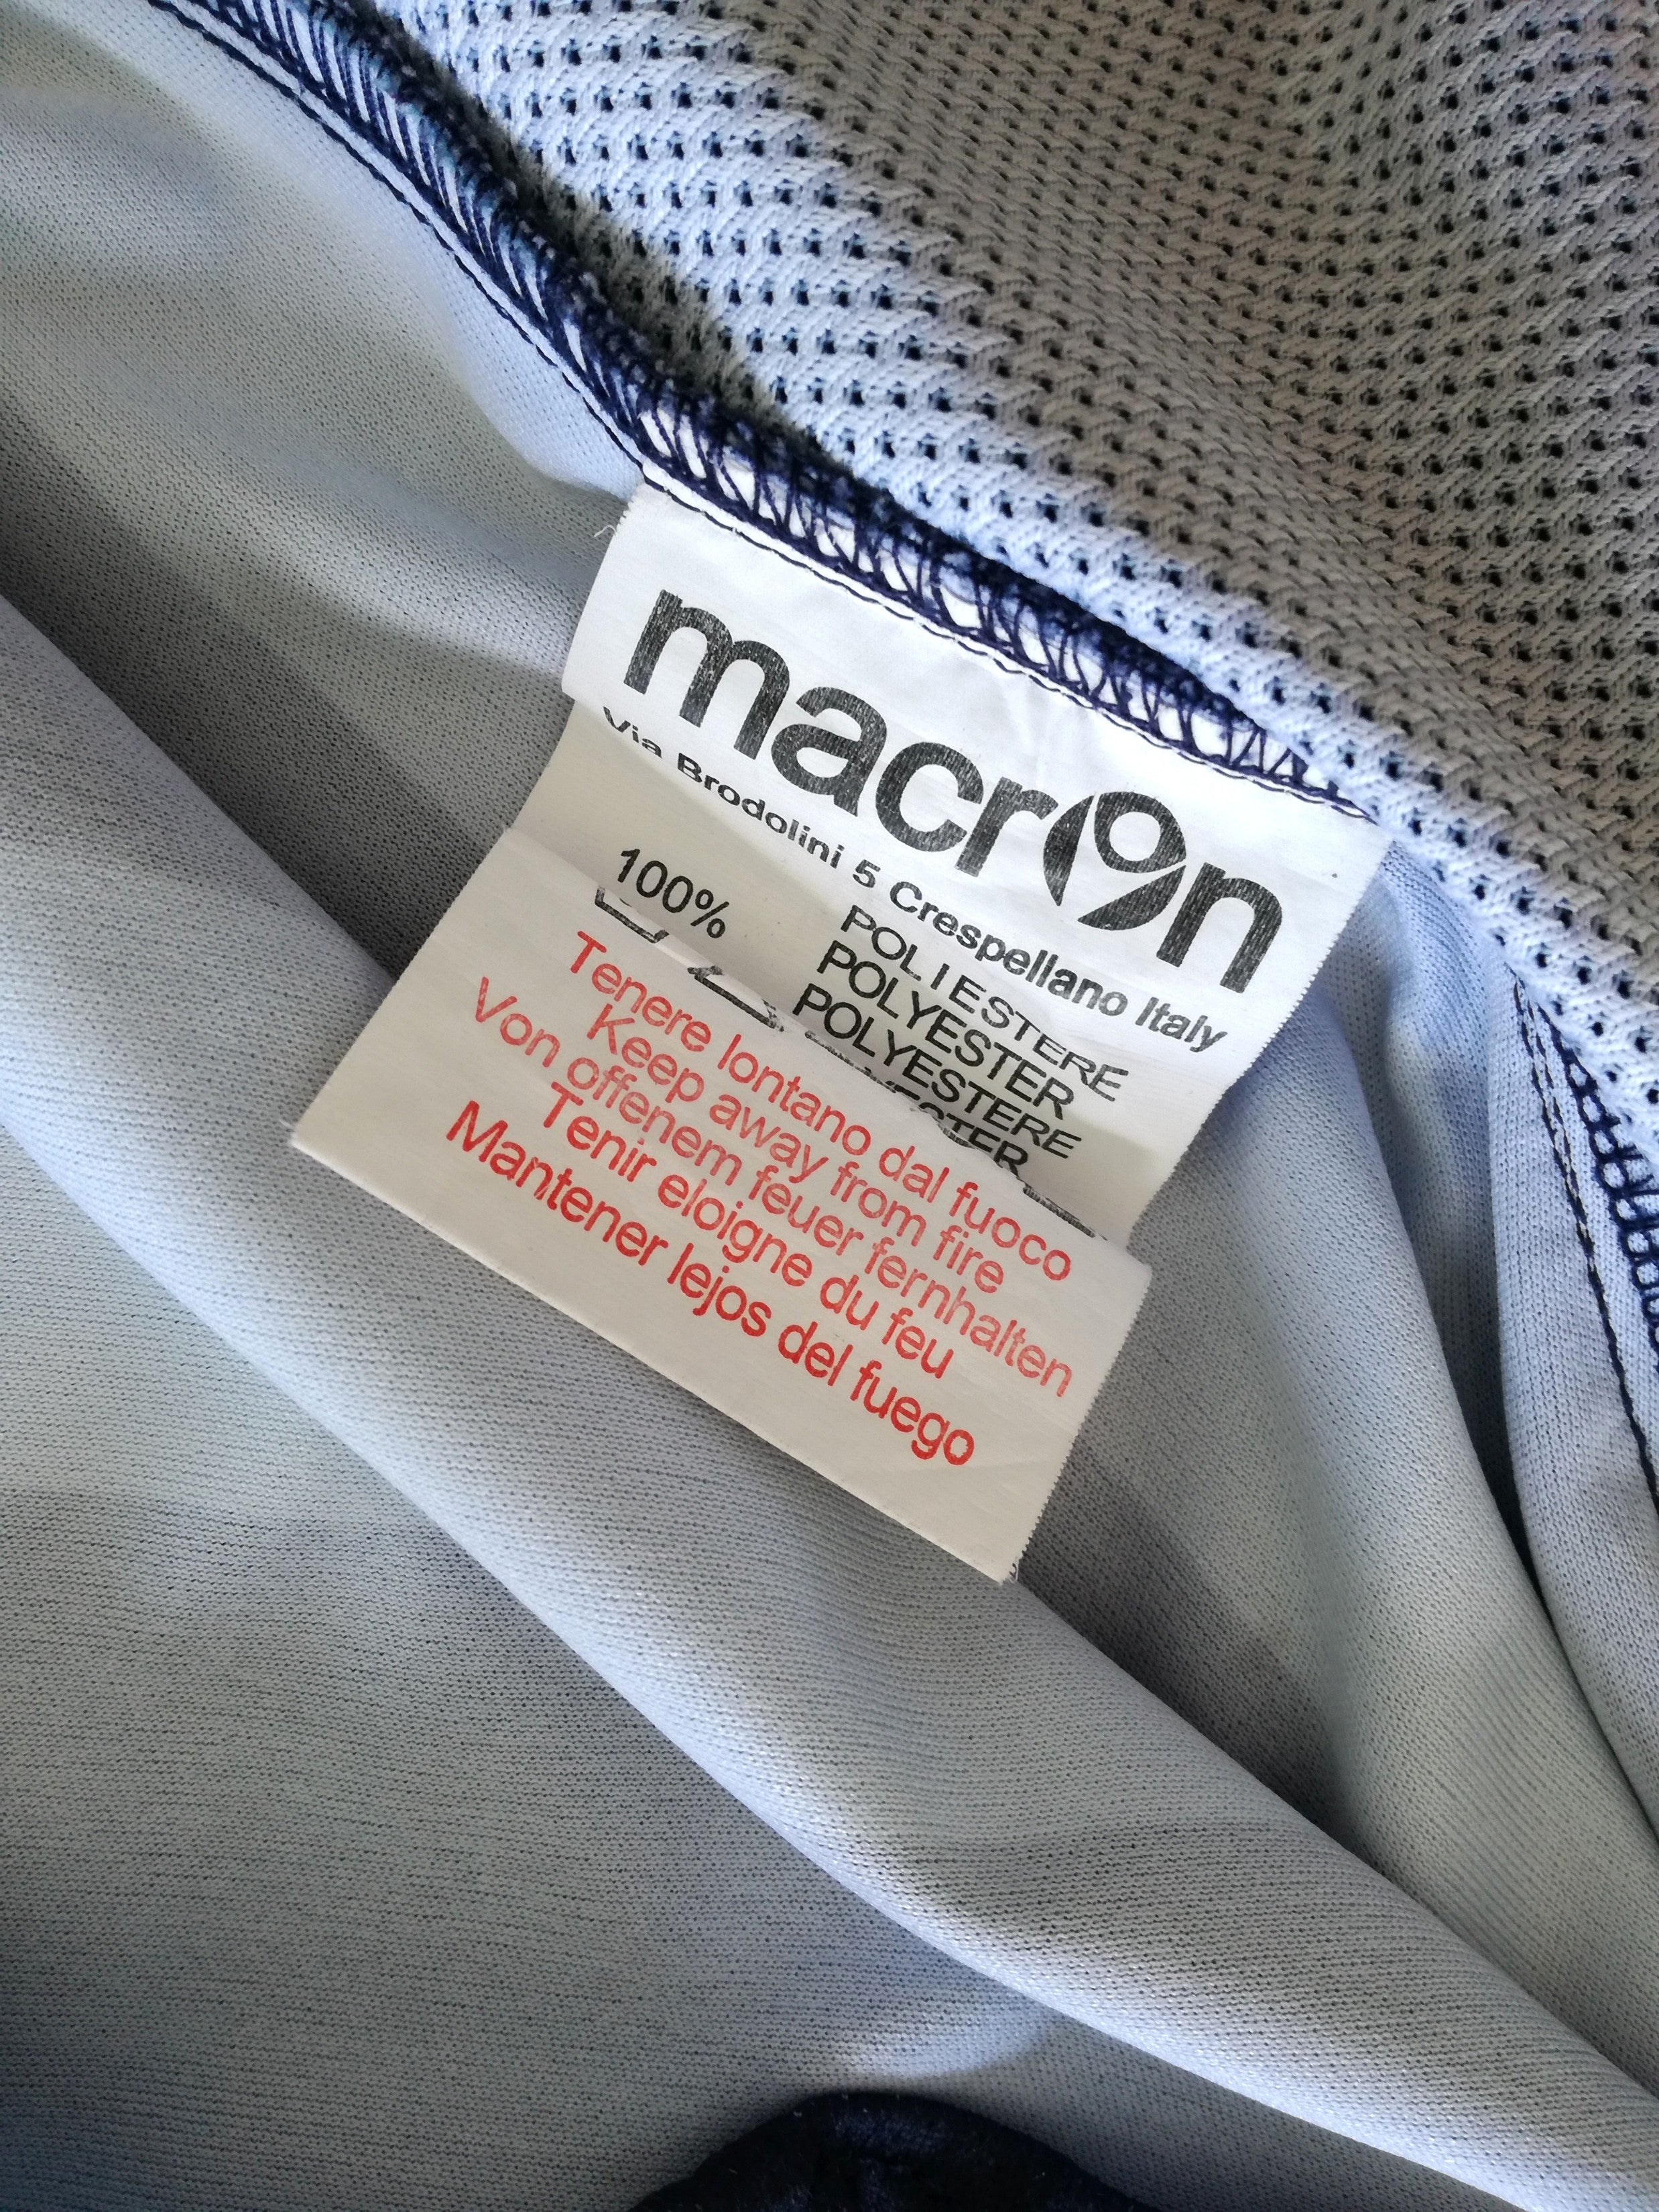 macron
Via Brodolini 5 Crespellano Italy
100% POLIESTERE
POLYESTER
POLYESTERE
Tenere lontano dal fuoco
Keep away from fire
Von offenem feuer fernhalten
Tenir eloigne du feu
Mantener lejos del fuego